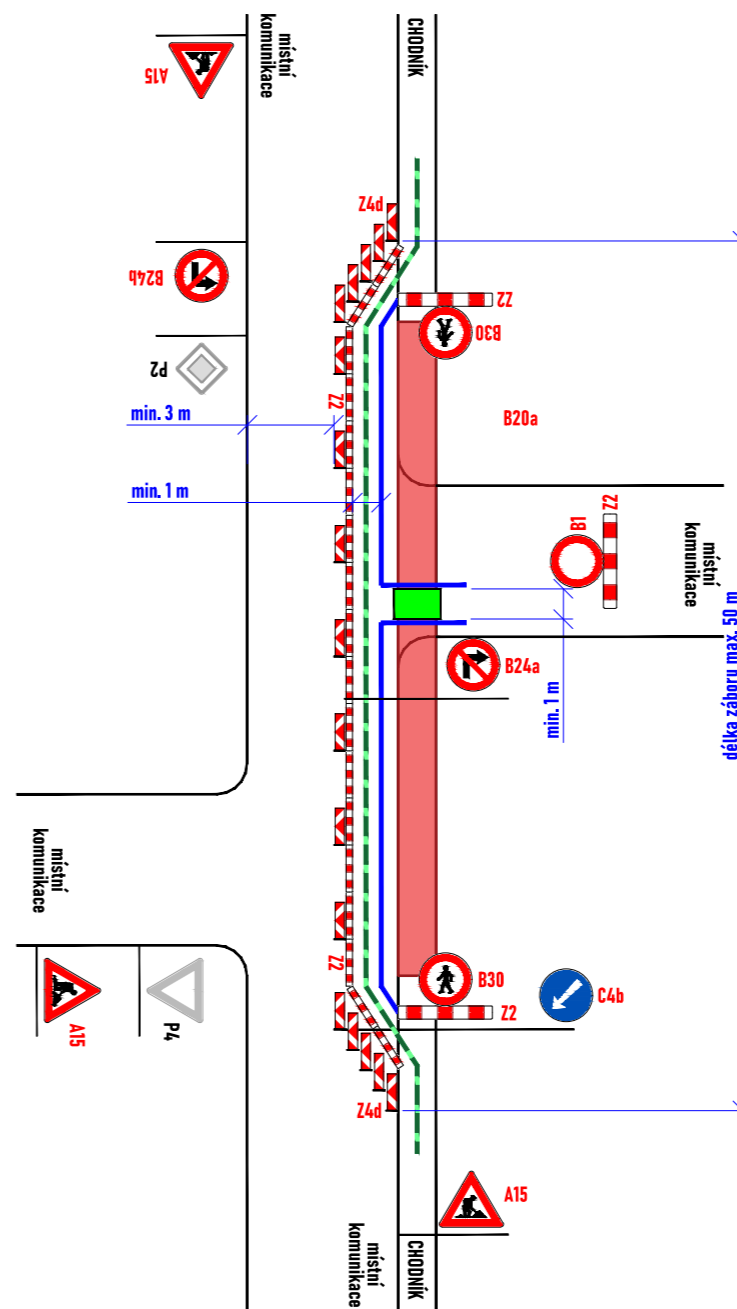 místní
komunikace
CHODNÍK
A15
Z4d
B24b
Z2
B30
P2
min. 3 m
Z2
B20a
min. 1 m
B1
Z2
místní
komunikace
B24a
min. 1 m
délka záboru max. 50 m
místní
komunikace
Z2
B30
C4b
Z2
A15
P4
Z4d
A15
místní
komunikace
CHODNÍK